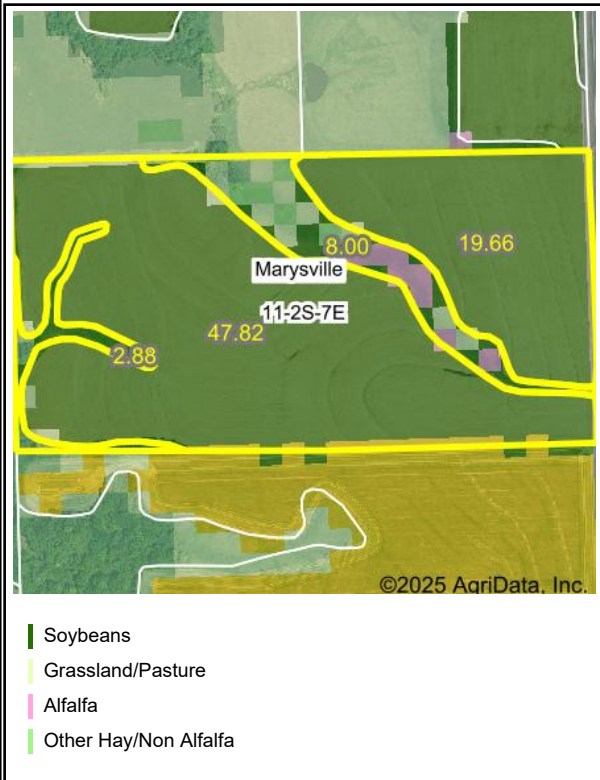 8.00
19.66
Marysville
11-2S-7E
47.82
2.88
©2025 AgriData, Inc.
Soybeans
Grassland/Pasture
Alfalfa
Other Hay/Non Alfalfa